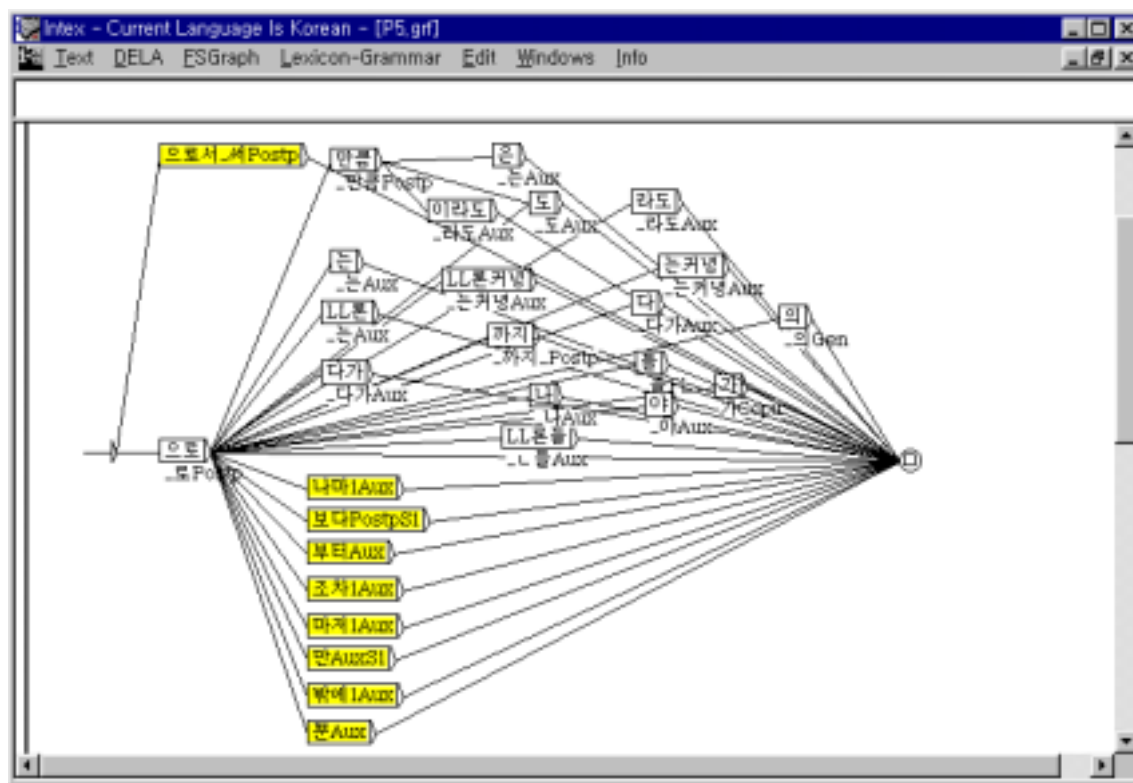 Intex - Current Language Is Korean - [P5.grf]
Text DELA FSGraph Lexicon-Grammar Edit Windows Info
으로서_써Postp
만큼
_만큼Postp
은
_는Aux
이라도
_라도Aux
도
_도Aux
라도
_라도Aux
는
_는Aux
LL론커녕
_는커녕Aux
는커녕
_는커녕Aux
LL론
_는Aux
까지
_까지_Postp
다
_다가Aux
의
_의Gen
다가
_다가Aux
를
나
_나Aux
야
_야Aux
가
LL론들
_ㄴ들Aux
으로
_로Postp
나마1Aux
보다PostpS1
부터Aux
조차1Aux
마저1Aux
만AuxS1
밖에1Aux
뿐Aux